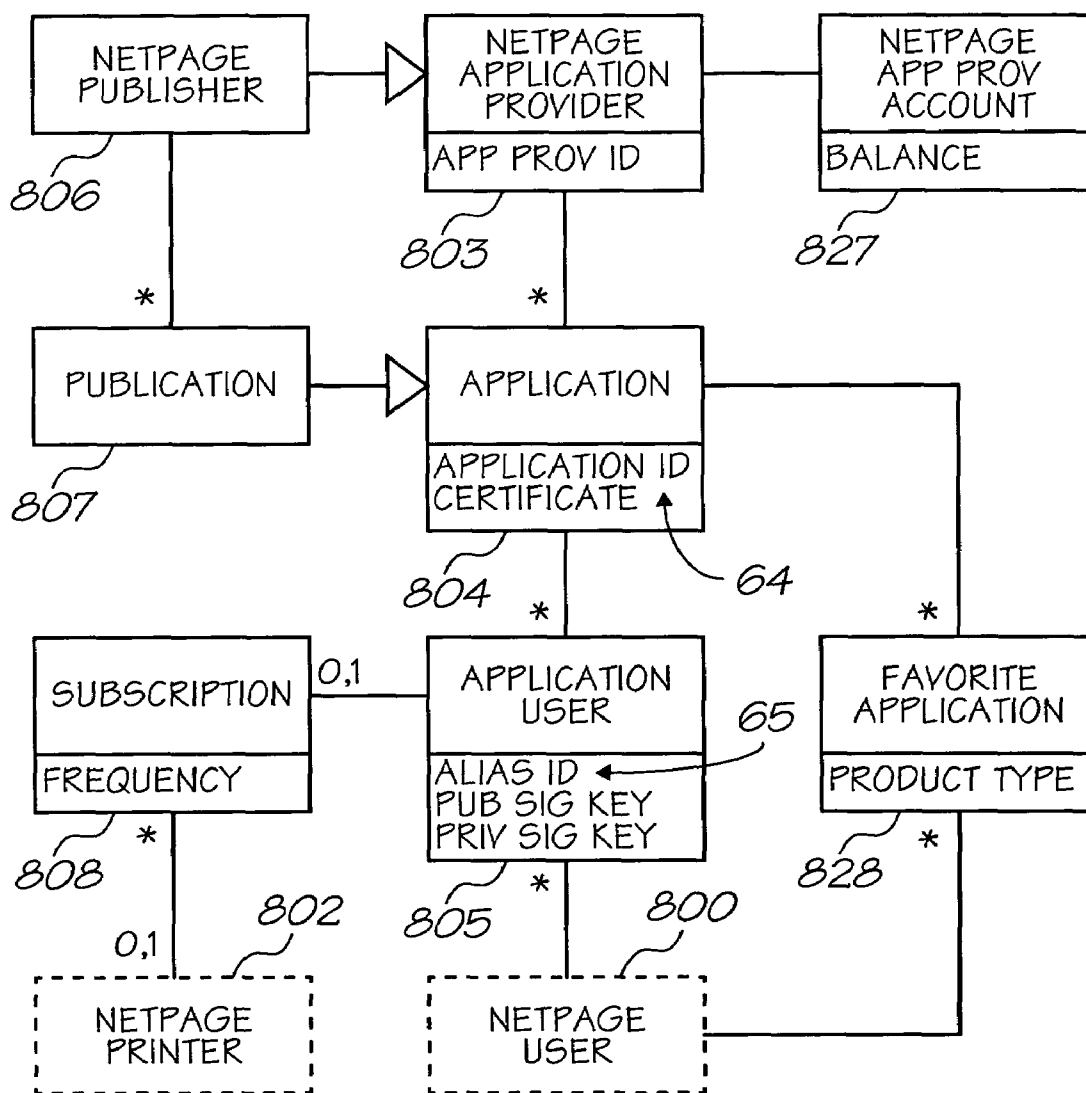 NETPAGE
PUBLISHER
806
NETPAGE
APPLICATION
PROVIDER
APP PROV ID
803
NETPAGE
APP PROV
ACCOUNT
BALANCE
827
*
*
PUBLICATION
807
APPLICATION
APPLICATION ID
CERTIFICATE
64
804
*
*
SUBSCRIPTION
FREQUENCY
808
0,1
APPLICATION
USER
65
ALIAS ID
PUB SIG KEY
PRIV SIG KEY
805
FAVORITE
APPLICATION
PRODUCT TYPE
828
*
*
*
802
0,1
800
NETPAGE
PRINTER
NETPAGE
USER